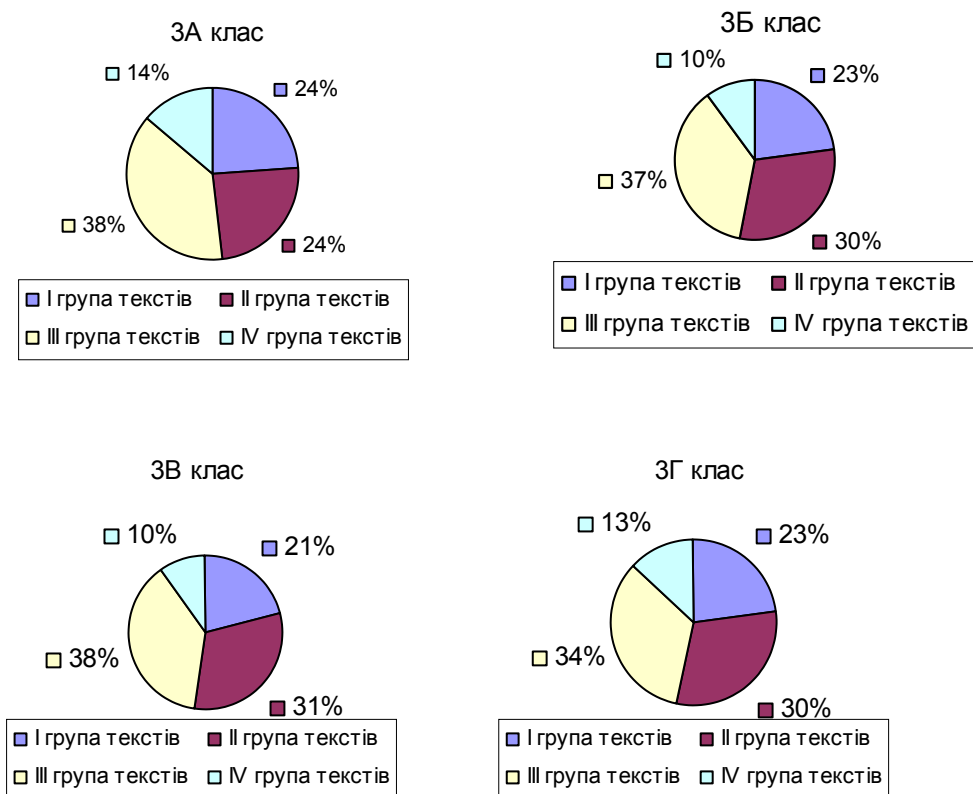 3А клас
14%
24%
38%
24%
І група текстів
ІІ група текстів
ІІІ група текстів
IV група текстів
3Б клас
10%
23%
37%
30%
І група текстів
ІІ група текстів
ІІІ група текстів
IV група текстів
3В клас
10%
21%
38%
31%
І група текстів
ІІ група текстів
ІІІ група текстів
IV група текстів
3Г клас
13%
23%
34%
30%
І група текстів
ІІ група текстів
ІІІ група текстів
IV група текстів